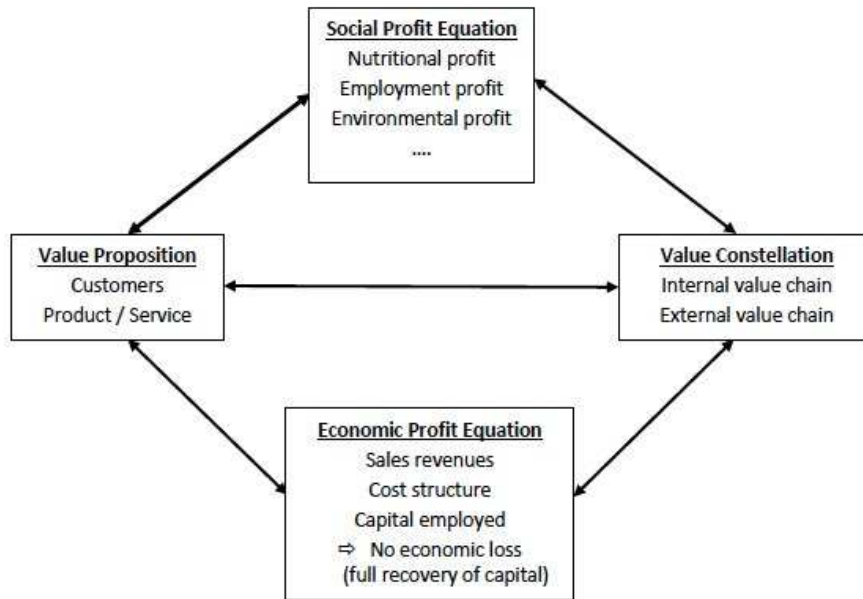 Social Profit Equation
Nutritional profit
Employment profit
Environmental profit
....
Value Proposition
Customers
Product / Service
Value Constellation
Internal value chain
External value chain
Economic Profit Equation
Sales revenues
Cost structure
Capital employed
⇨ No economic loss
(full recovery of capital)